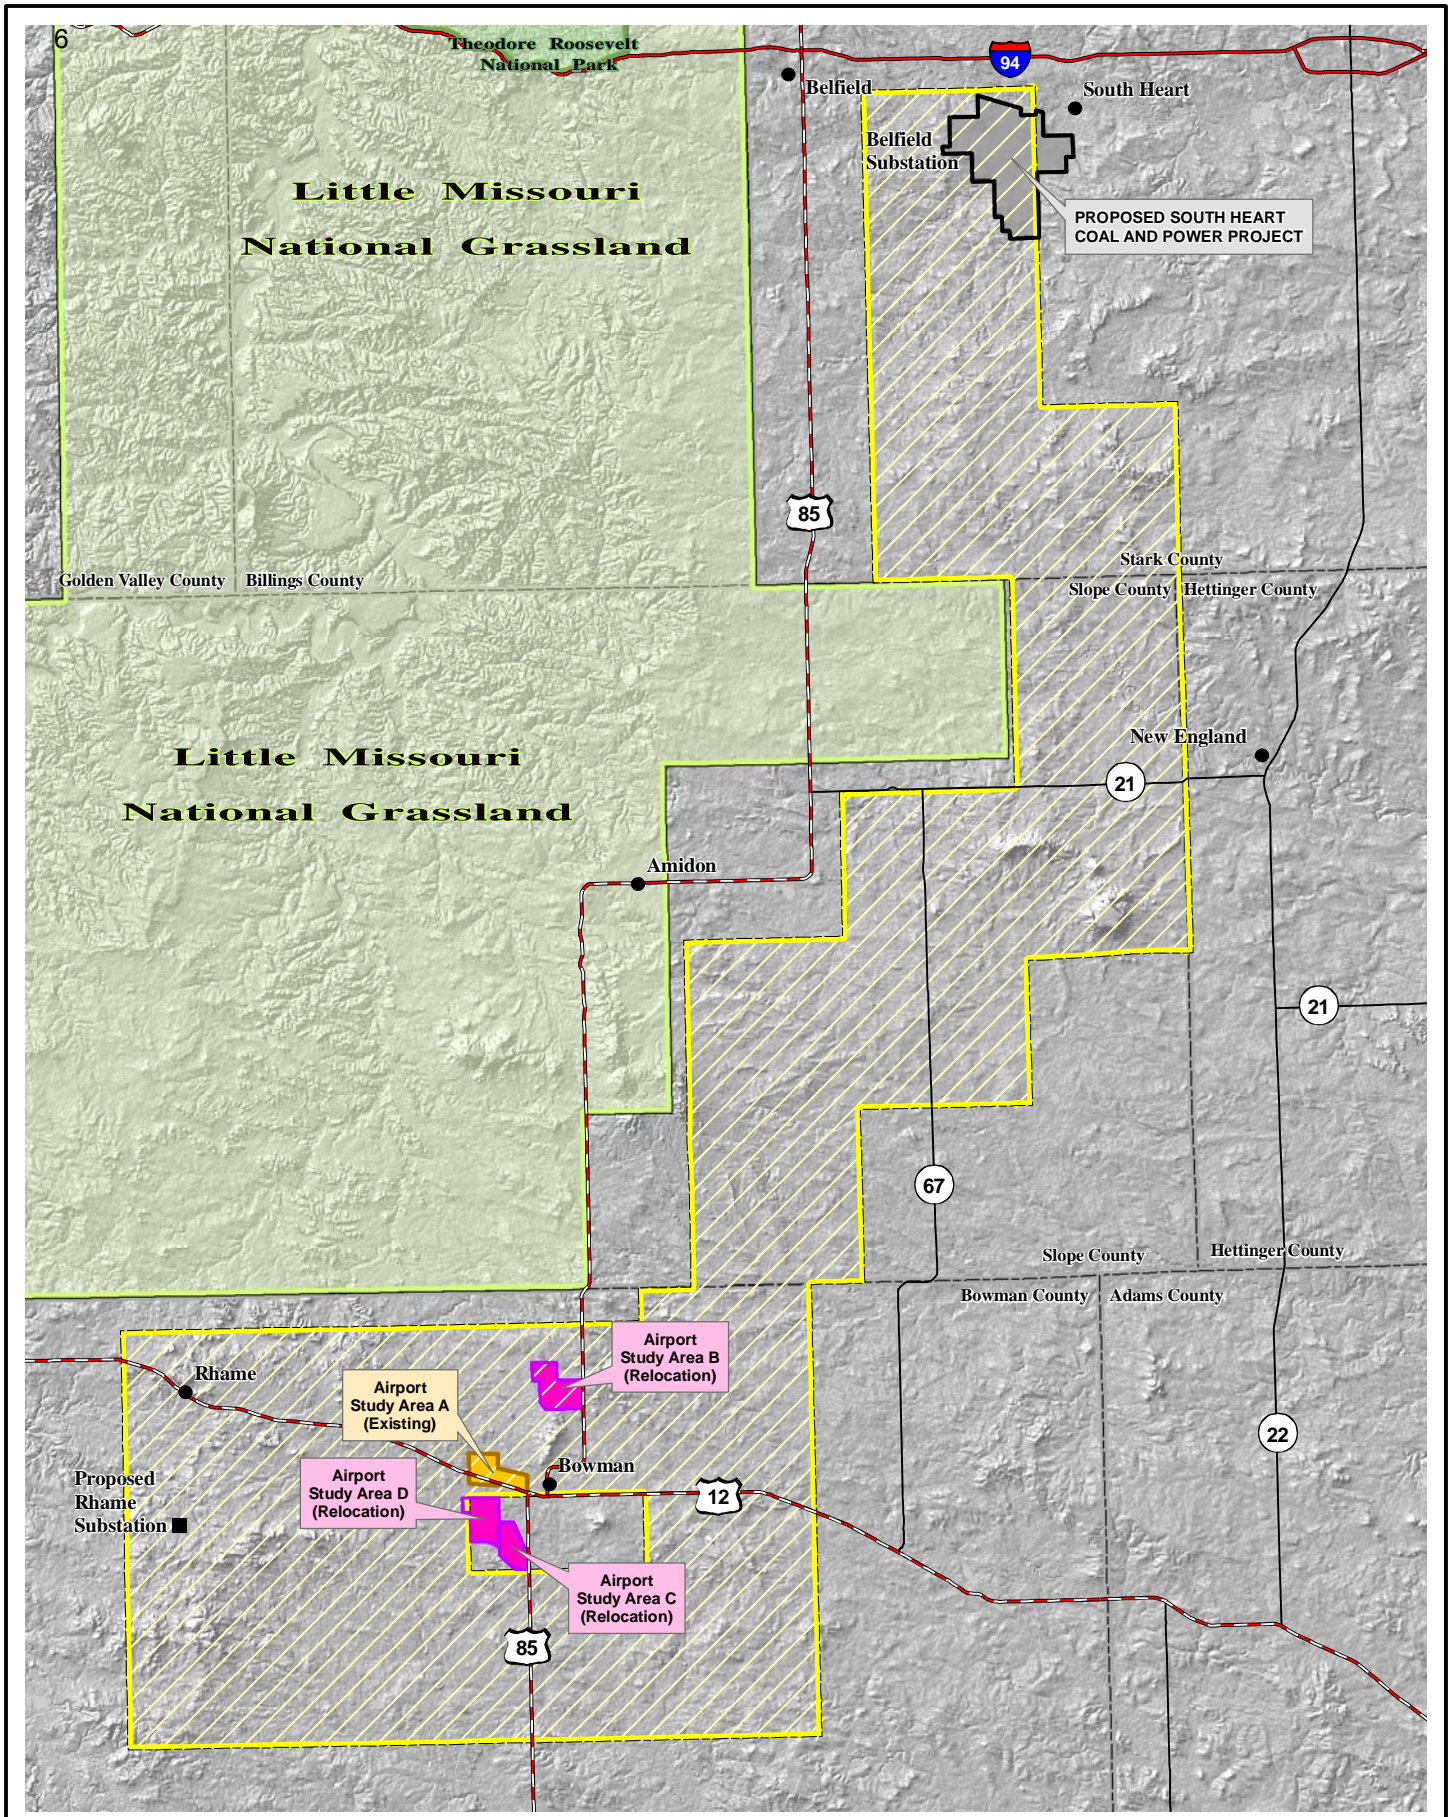 6
Theodore Roosevelt
National Park
94
Belfield
South Heart
Belfield
Substation
Little Missouri
National Grassland
PROPOSED SOUTH HEART
COAL AND POWER PROJECT
85
Stark County
Golden Valley County
Billings County
Slope County
Hettinger County
New England
Little Missouri
National Grassland
21
Amidon
21
67
Slope County
Hettinger County
Bowman County
Adams County
Airport
Study Area B
(Relocation)
Rhame
Airport
Study Area A
(Existing)
22
Bowman
Airport
Study Area D
(Relocation)
Proposed
Rhame
Substation
12
Airport
Study Area C
(Relocation)
85